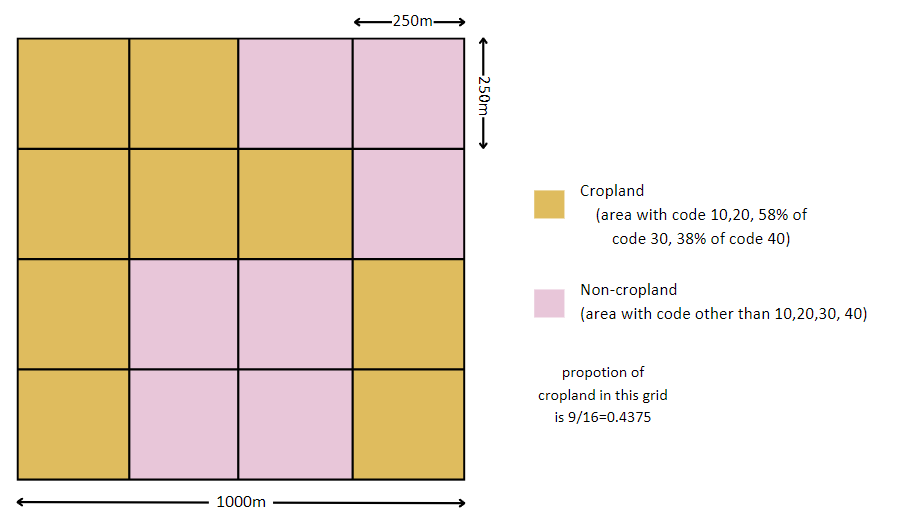 250m
250m
Cropland
(area with code 10,20, 58% of
code 30, 38% of code 40)
Non-cropland
(area with code other than 10,20,30, 40)
propotion of
cropland in this grid
is 9/16=0.4375
1000m